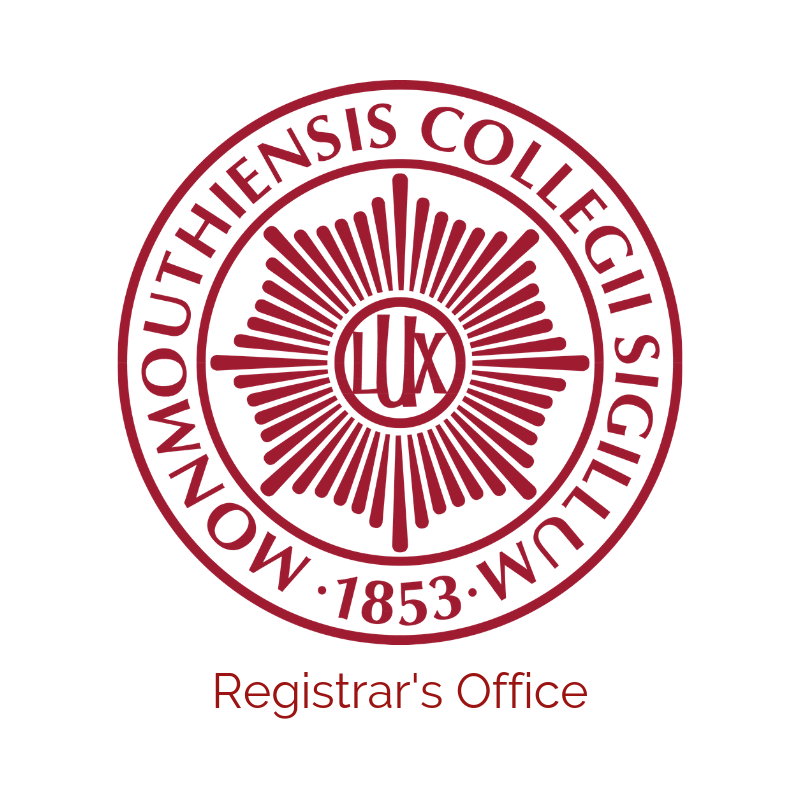 MONMOUTHIENSIS COLLEGII SIGILLUM
· 1853 ·
LUX
Registrar's Office